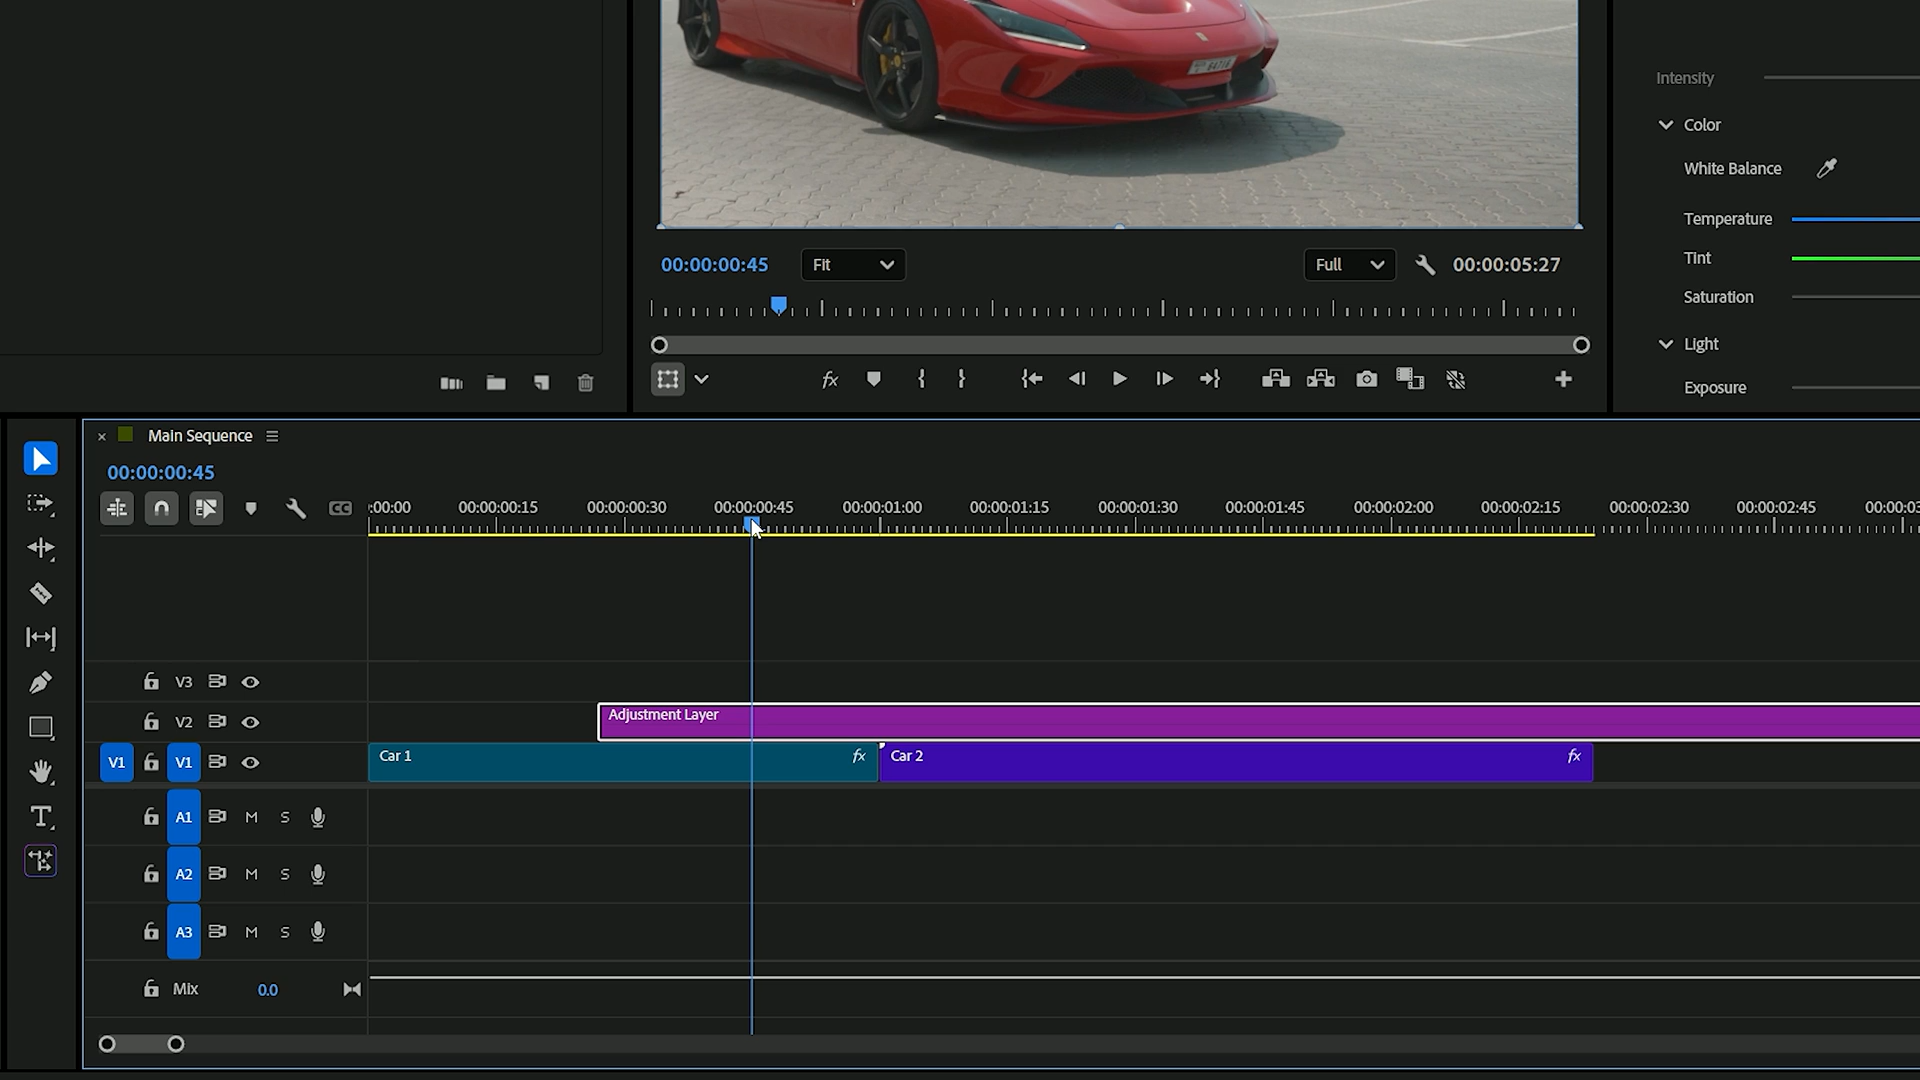 Intensity
Color
White Balance
Temperature
Tint
Saturation
Light
Exposure
00:00:00:45
Fit
Full
00:00:05:27
fx
× Main Sequence
00:00:00:45
CC
:00:00 00:00:00:15 00:00:00:30 00:00:00:45 00:00:01:00 00:00:01:15 00:00:01:30 00:00:01:45 00:00:02:00 00:00:02:15 00:00:02:30 00:00:02:45 00:00:03
V3
V2 Adjustment Layer
V1 V1 Car 1 fx Car 2 fx
A1 M S
A2 M S
A3 M S
Mix 0.0
T